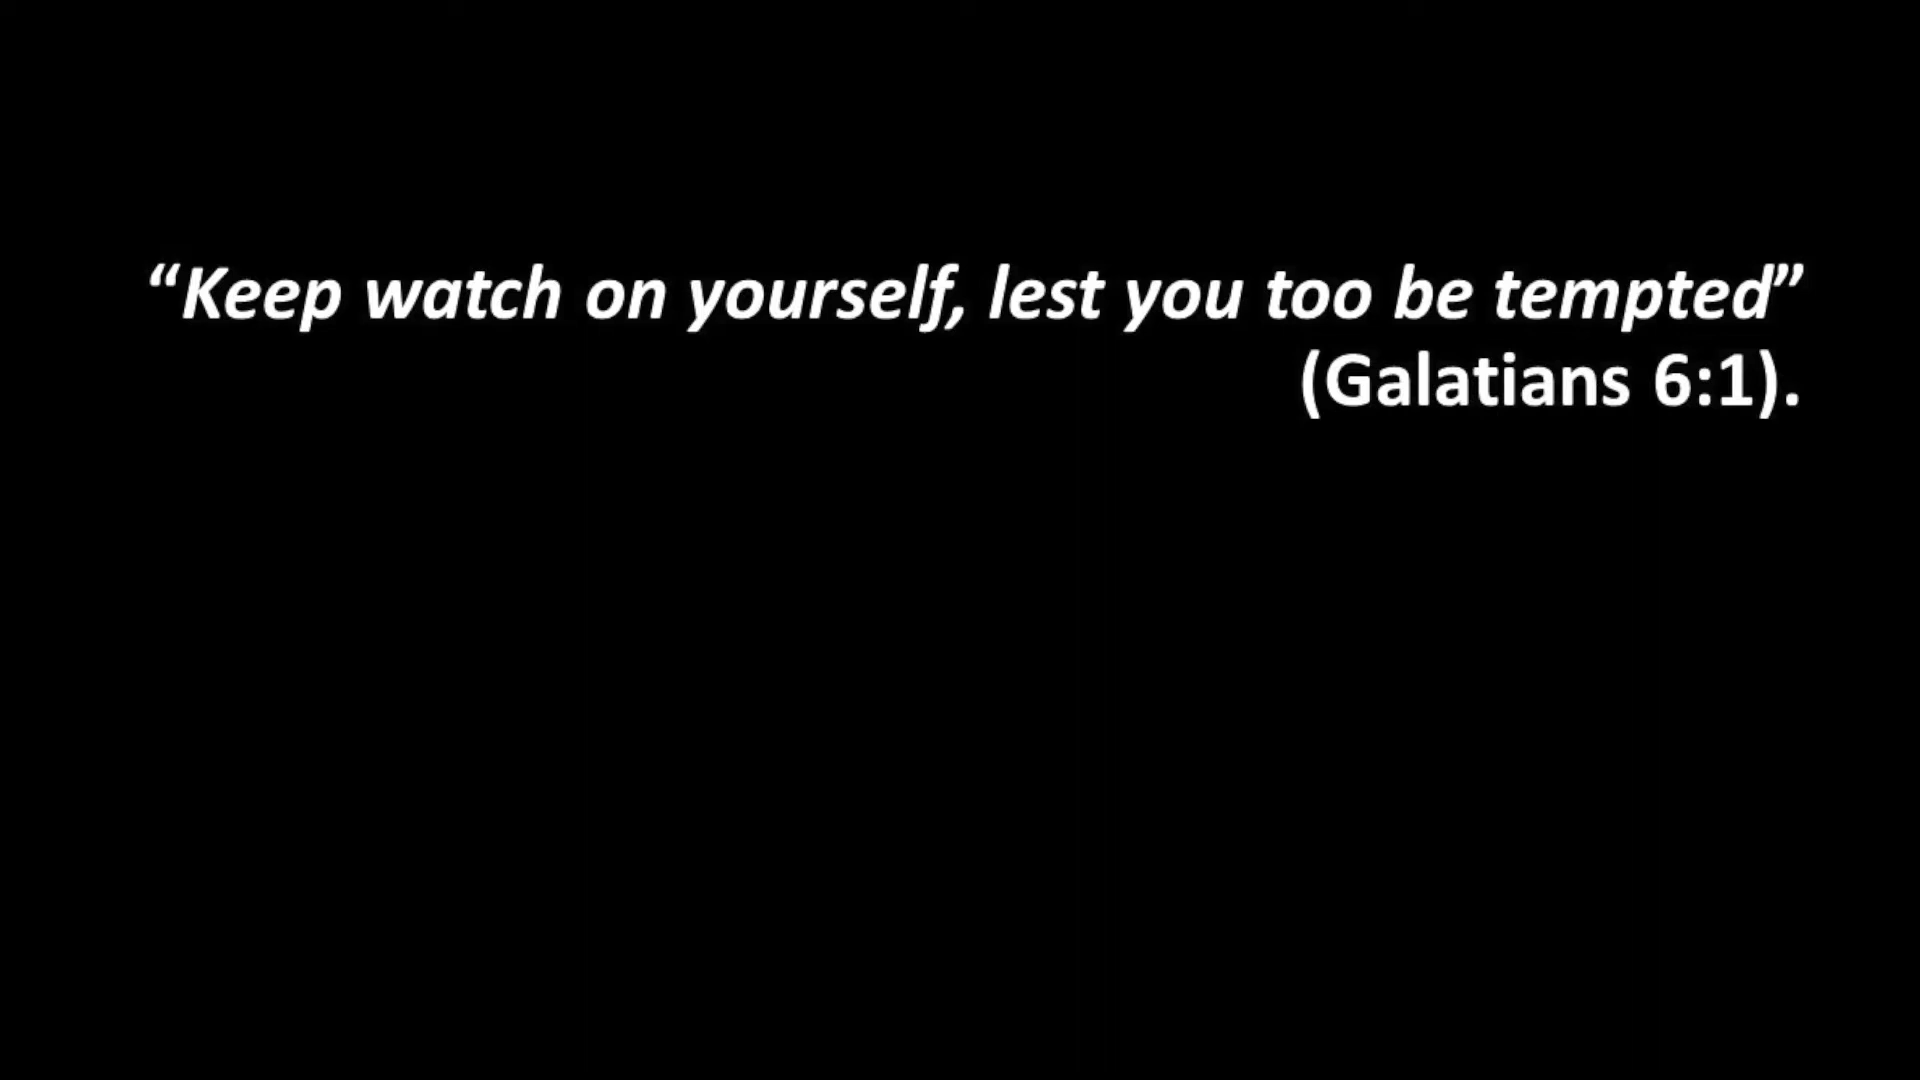 “Keep watch on yourself, lest you too be tempted”
(Galatians 6:1).